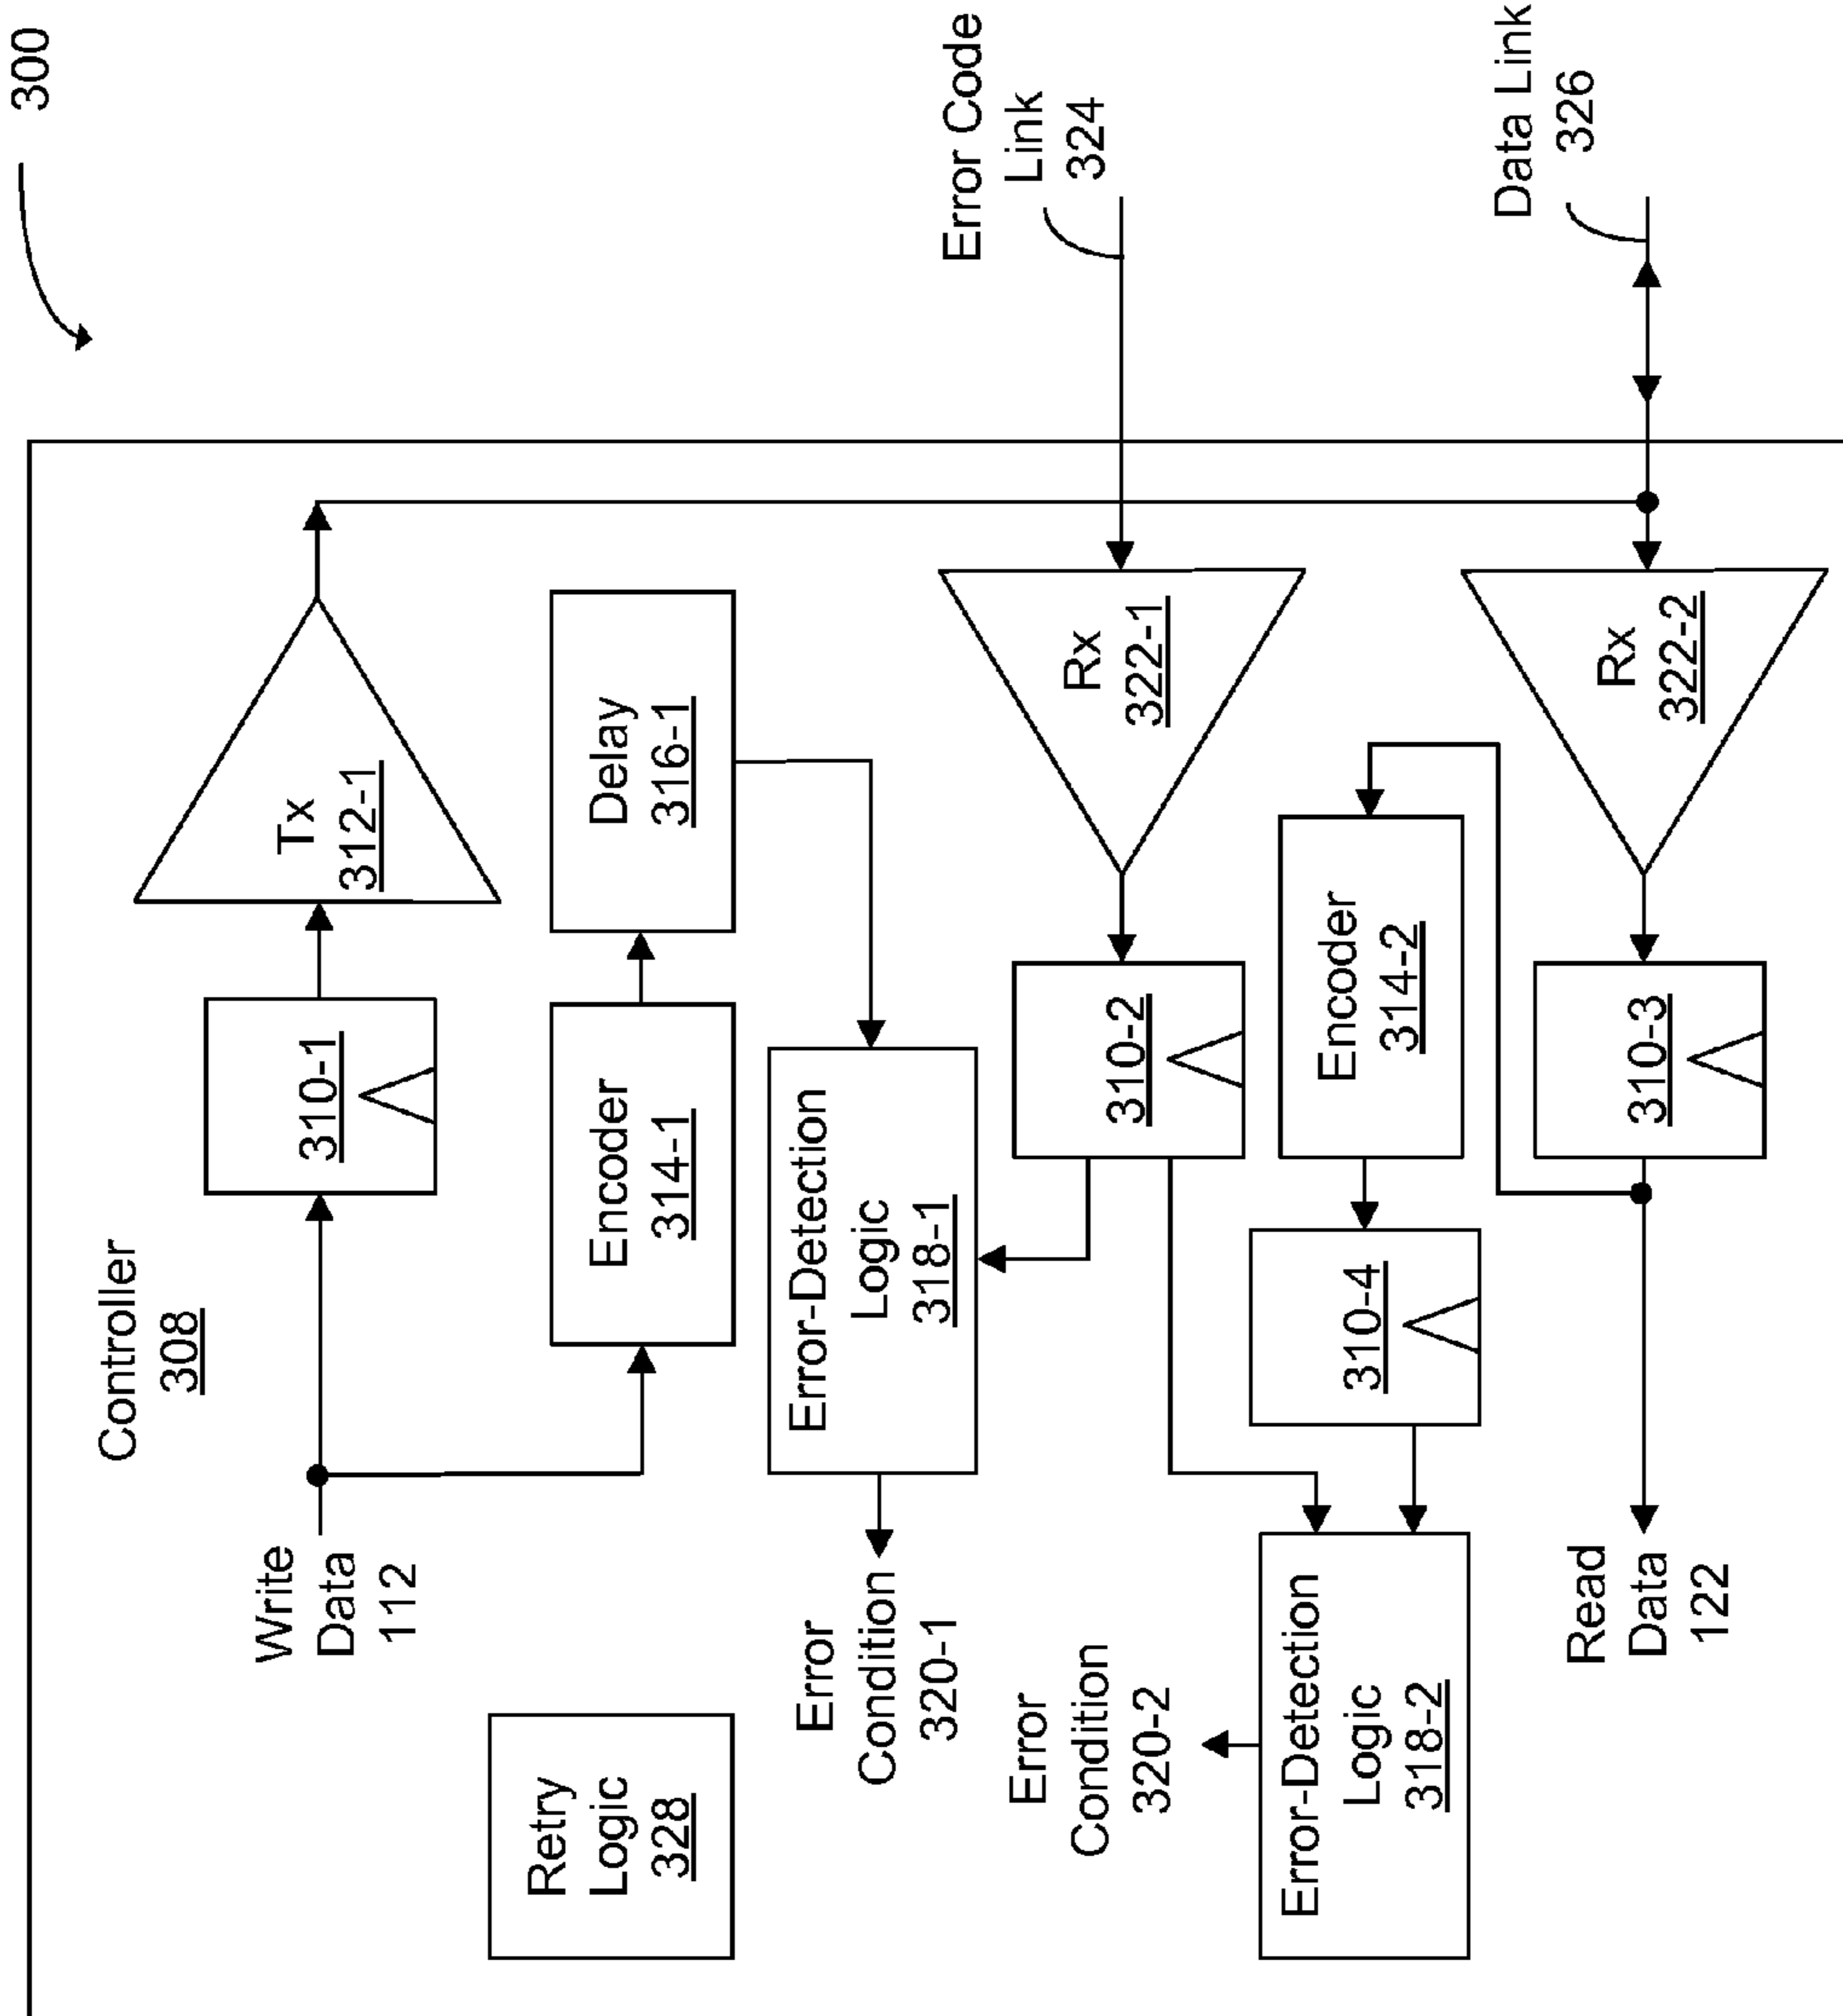 300
Controller
308
Write
Data
112
310-1
Tx
312-1
Retry
Logic
328
Encoder
314-1
Delay
316-1
Error
Condition
320-1
Error-Detection
Logic
318-1
Error Code
Link
324
Rx
322-1
310-2
Error
Condition
320-2
Error-Detection
Logic
318-2
310-4
Encoder
314-2
Read
Data
122
310-3
Rx
322-2
Data Link
326